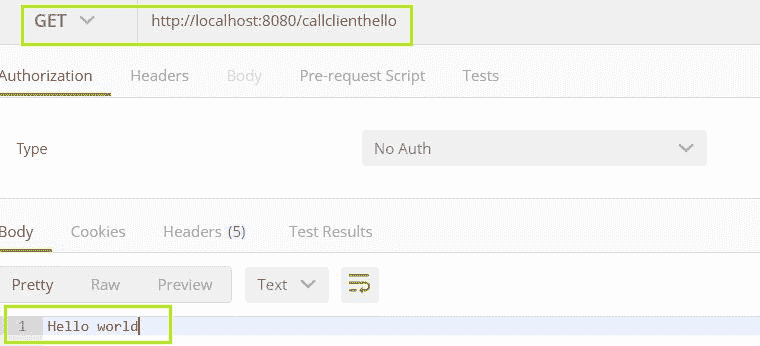 GET http://localhost:8080/callclienthello
Authorization Headers Body Pre-request Script Tests
Type No Auth
Body Cookies Headers (5) Test Results
Pretty Raw Preview Text
1 Hello world